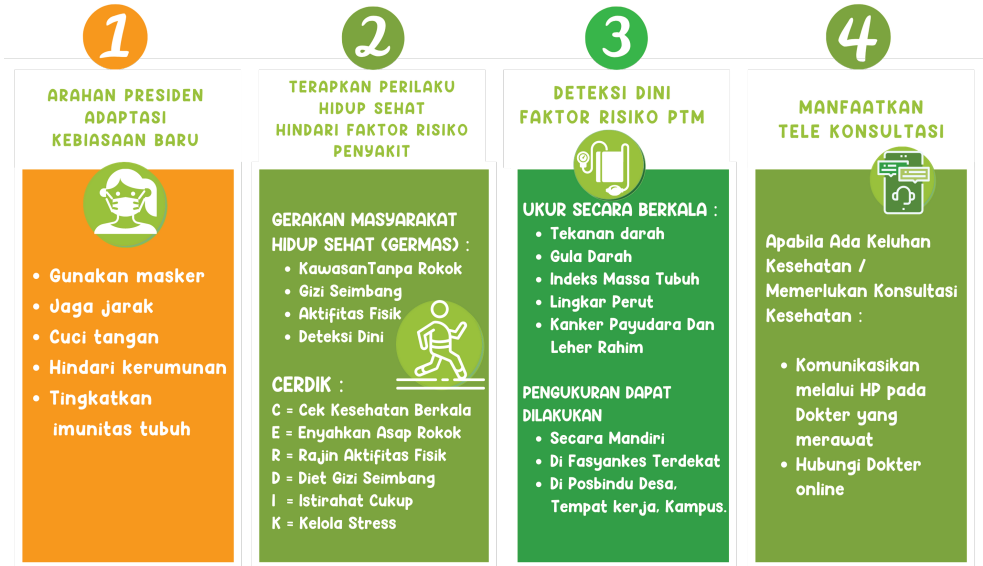 1
ARAHAN PRESIDEN
ADAPTASI
KEBIASAAN BARU
• Gunakan masker
• Jaga jarak
• Cuci tangan
• Hindari kerumunan
• Tingkatkan
imunitas tubuh
2
TERAPKAN PERILAKU
HIDUP SEHAT
HINDARI FAKTOR RISIKO
PENYAKIT
GERAKAN MASYARAKAT
HIDUP SEHAT (GERMAS) :
• KawasanTanpa Rokok
• Gizi Seimbang
• Aktifitas Fisik
• Deteksi Dini
CERDIK :
C = Cek Kesehatan Berkala
E = Enyahkan Asap Rokok
R = Rajin Aktifitas Fisik
D = Diet Gizi Seimbang
I = Istirahat Cukup
K = Kelola Stress
3
DETEKSI DINI
FAKTOR RISIKO PTM
UKUR SECARA BERKALA :
• Tekanan darah
• Gula Darah
• Indeks Massa Tubuh
• Lingkar Perut
• Kanker Payudara Dan
Leher Rahim
PENGUKURAN DAPAT
DILAKUKAN
• Secara Mandiri
• Di Fasyankes Terdekat
• Di Posbindu Desa,
Tempat kerja, Kampus.
4
MANFAATKAN
TELE KONSULTASI
Apabila Ada Keluhan
Kesehatan /
Memerlukan Konsultasi
Kesehatan :
• Komunikasikan
melalui HP pada
Dokter yang
merawat
• Hubungi Dokter
online